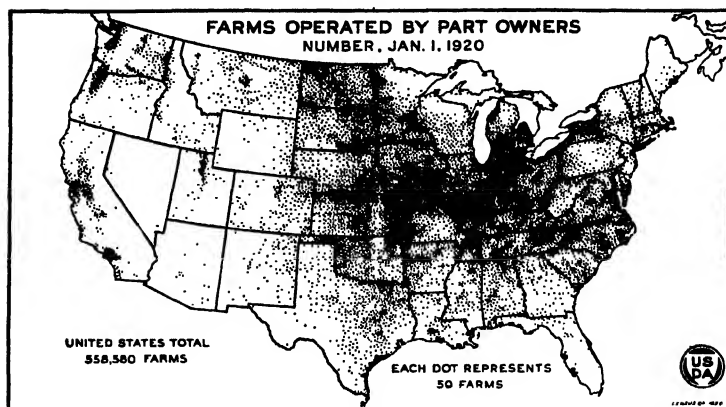 FARMS OPERATED BY PART OWNERS
NUMBER, JAN. 1, 1920
UNITED STATES TOTAL
558,580 FARMS
EACH DOT REPRESENTS
50 FARMS
US
DA